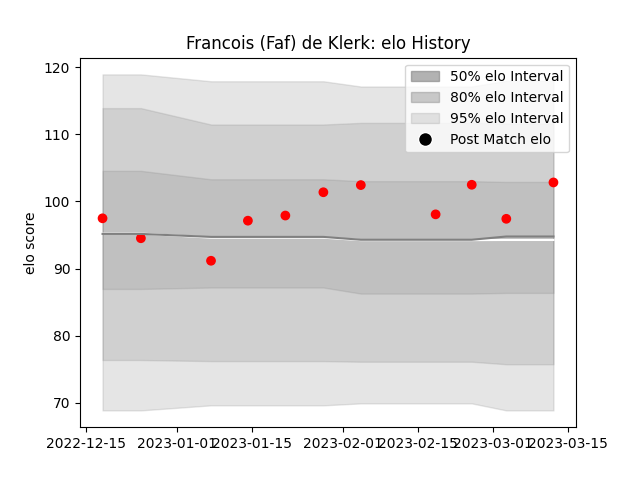 Francois (Faf) de Klerk: elo History
120
110
100
90
80
70
elo score
50% elo Interval
80% elo Interval
95% elo Interval
Post Match elo
2022-12-15
2023-01-01
2023-01-15
2023-02-01
2023-02-15
2023-03-01
2023-03-15